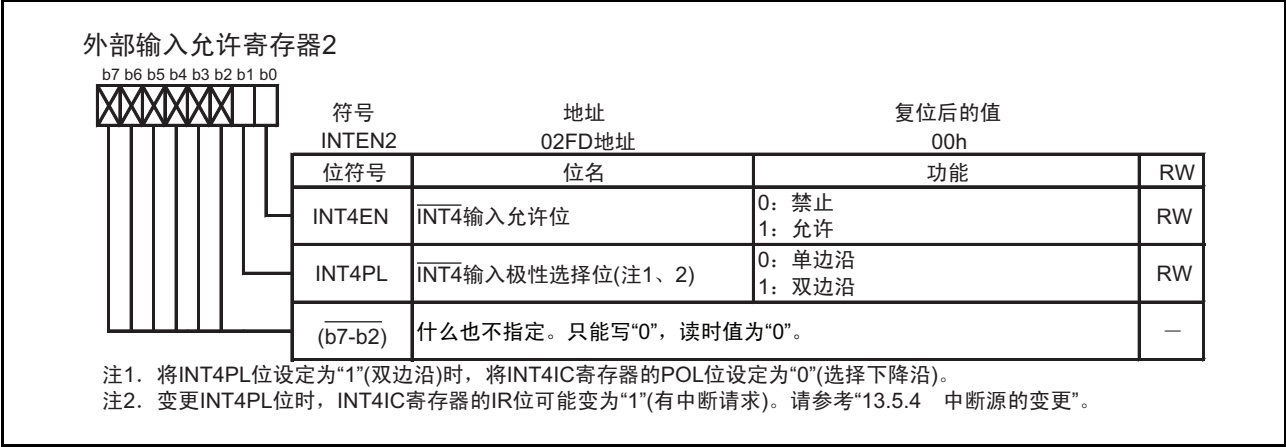 外部输入允许寄存器2
b7 b6 b5 b4 b3 b2 b1 b0
符号 地址 复位后的值
INTEN2 02FD地址 00h
位符号 位名 功能 RW
INT4EN INT4输入允许位 0：禁止 RW
1：允许
INT4PL INT4输入极性选择位(注1、2) 0：单边沿 RW
1：双边沿
(b7-b2) 什么也不指定。只能写“0”，读时值为“0”。 —
注1．将INT4PL位设定为“1”(双边沿)时，将INT4IC寄存器的POL位设定为“0”(选择下降沿)。
注2．变更INT4PL位时，INT4IC寄存器的IR位可能变为“1”(有中断请求)。请参考“13.5.4 中断源的变更”。